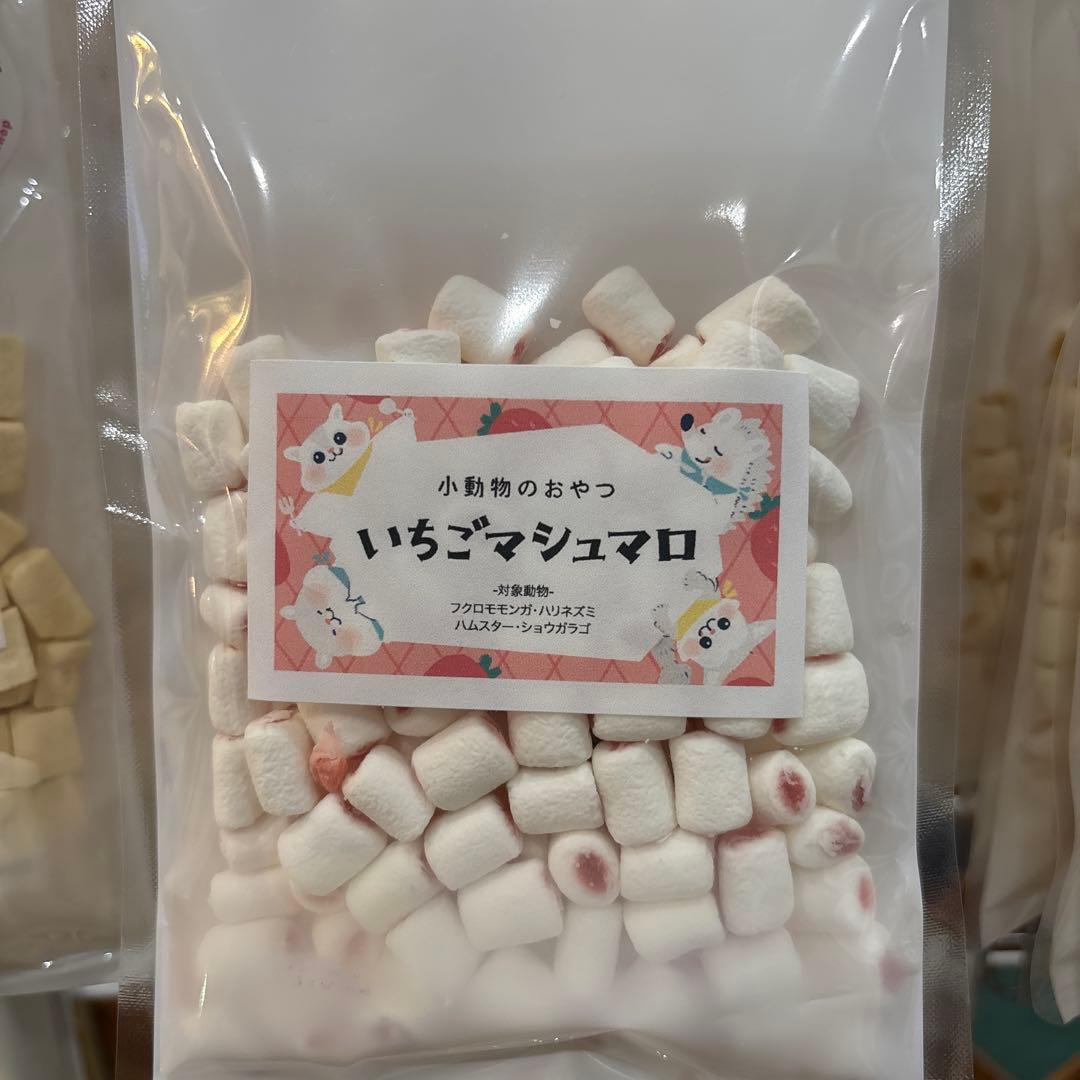 小動物のおやつ
いちごマシュマロ
-対象動物-
フクロモモンガ・ハリネズミ
ハムスター・ショウガラゴ